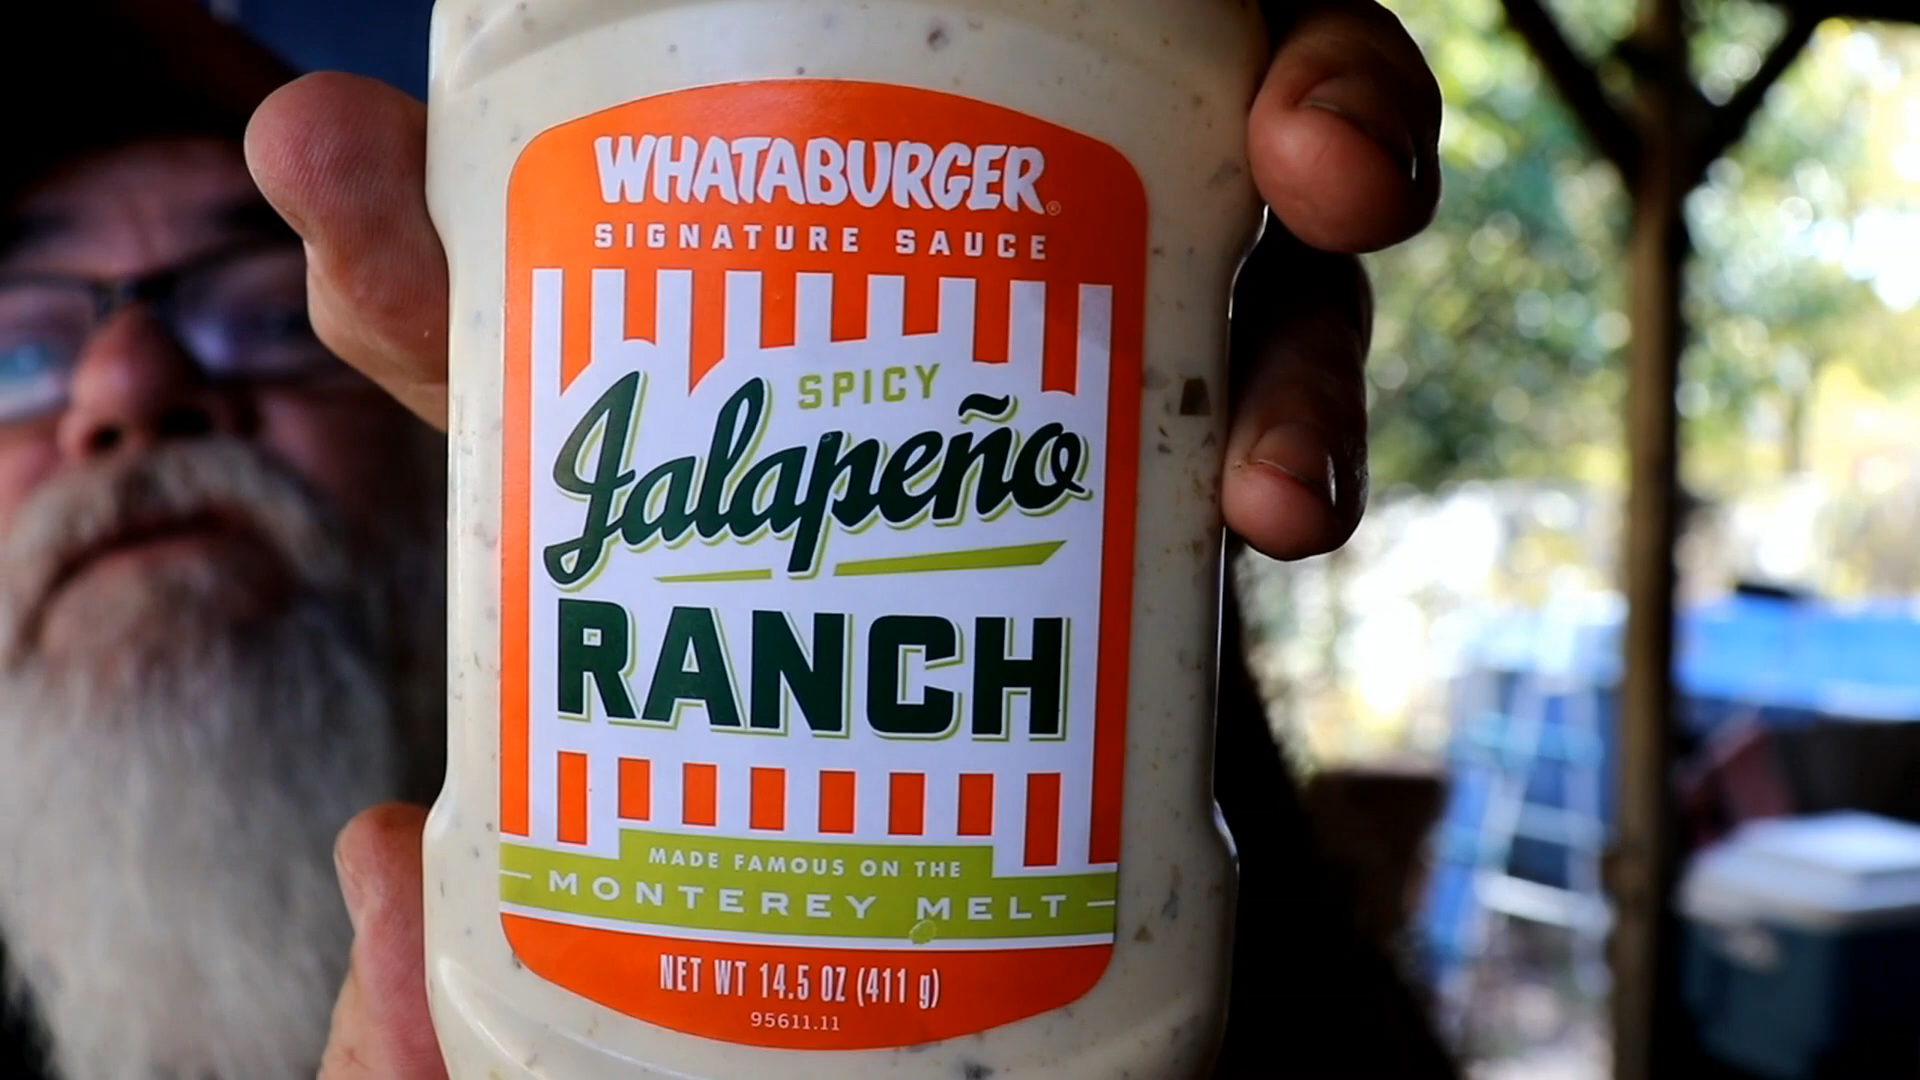 WHATABURGER®
SIGNATURE SAUCE
SPICY
Jalapeño
RANCH
MADE FAMOUS ON THE
MONTEREY MELT
NET WT 14.5 OZ (411 g)
95611.11